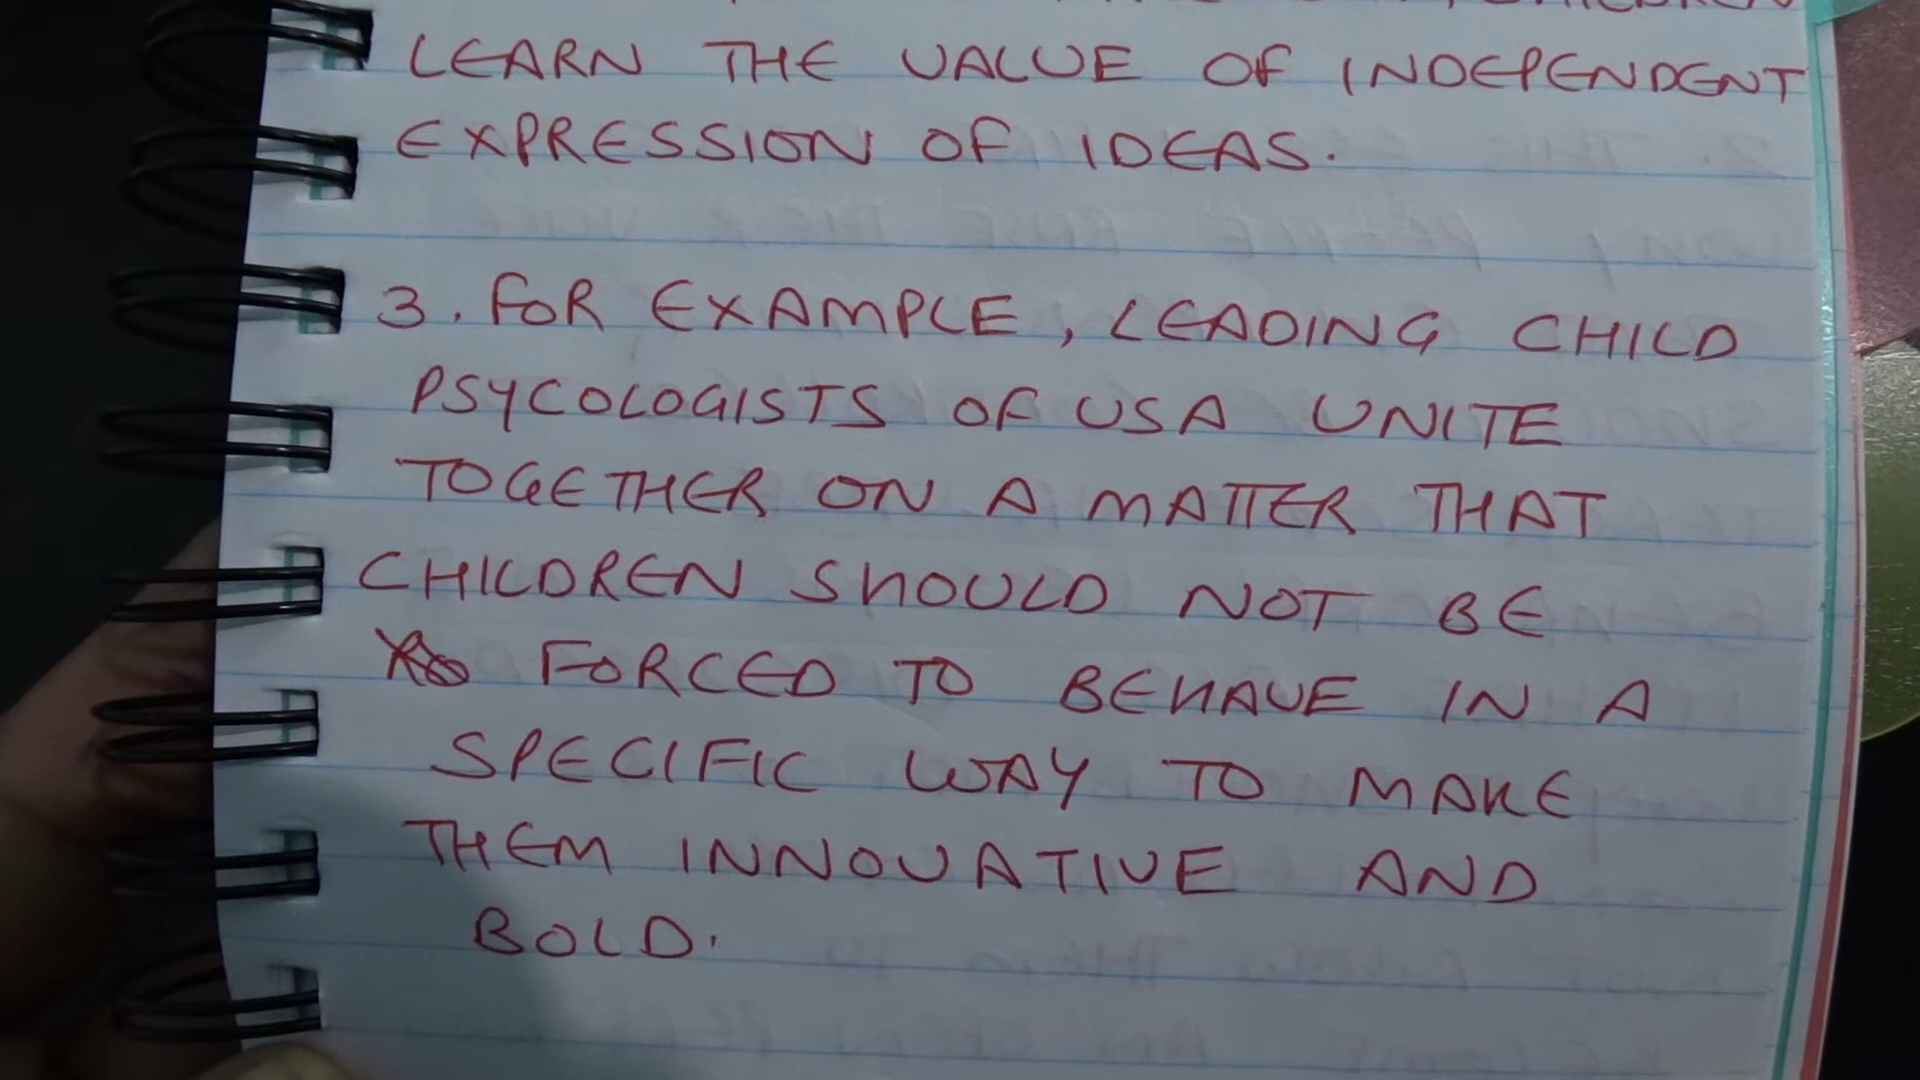 CHILDREN
LEARN THE VALUE OF INDEPENDENT
EXPRESSION OF IDEAS.
3. FOR EXAMPLE, LEADING CHILD
PSYCOLOGISTS OF USA UNITE
TOGETHER ON A MATTER THAT
CHILDREN SHOULD NOT BE
FORCED TO BEHAVE IN A
SPECIFIC WAY TO MAKE
THEM INNOVATIVE AND
BOLD.